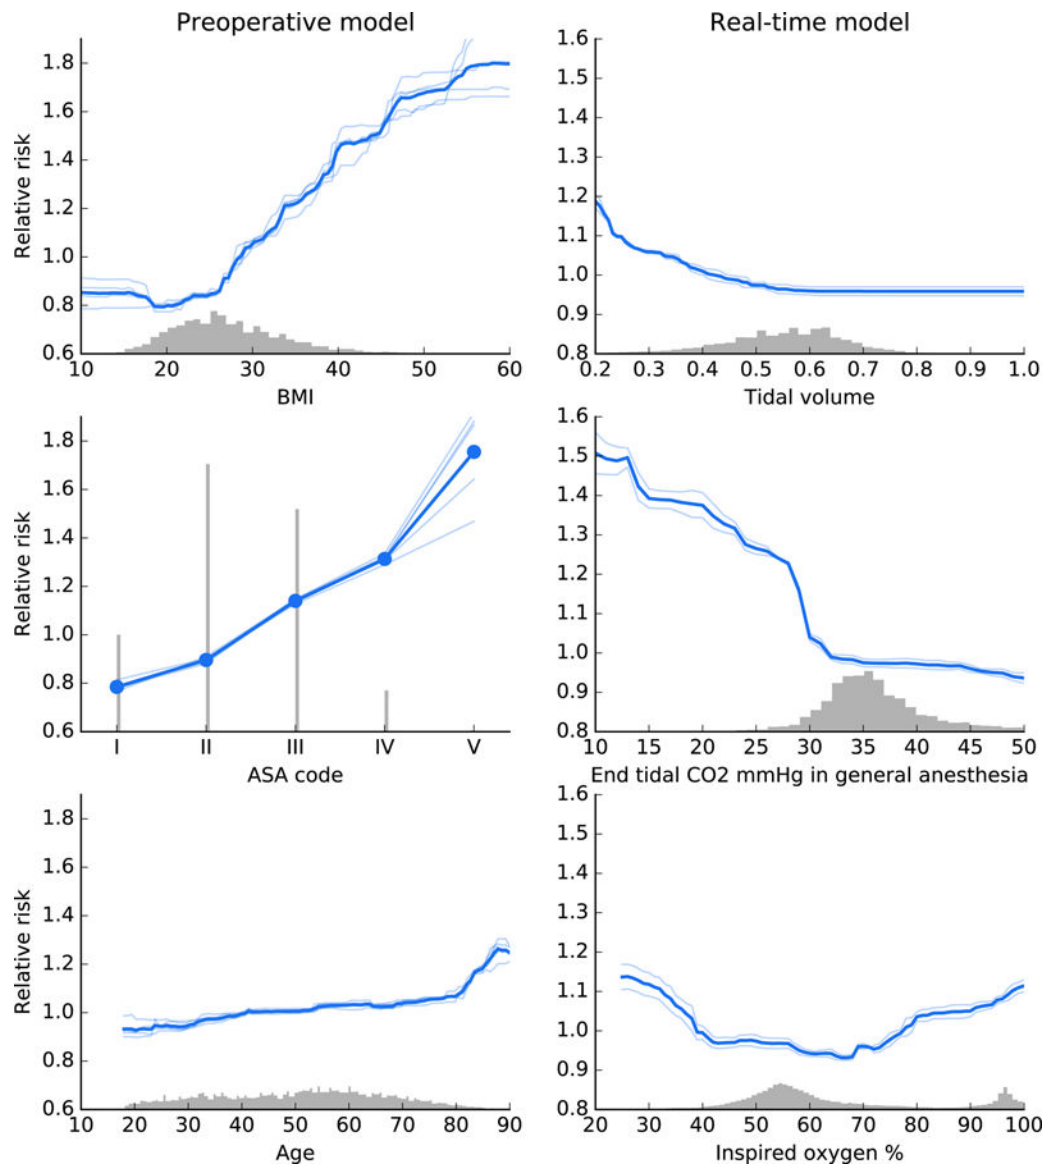 Preoperative model
Real-time model
Relative risk
1.8
1.6
1.4
1.2
1.0
0.8
0.6
10 20 30 40 50 60
BMI
1.6
1.5
1.4
1.3
1.2
1.1
1.0
0.9
0.8
0.2 0.3 0.4 0.5 0.6 0.7 0.8 0.9 1.0
Tidal volume
Relative risk
1.8
1.6
1.4
1.2
1.0
0.8
0.6
I II III IV V
ASA code
1.6
1.5
1.4
1.3
1.2
1.1
1.0
0.9
0.8
10 15 20 25 30 35 40 45 50
End tidal CO2 mmHg in general anesthesia
Relative risk
1.8
1.6
1.4
1.2
1.0
0.8
0.6
10 20 30 40 50 60 70 80 90
Age
1.6
1.5
1.4
1.3
1.2
1.1
1.0
0.9
0.8
20 30 40 50 60 70 80 90 100
Inspired oxygen %